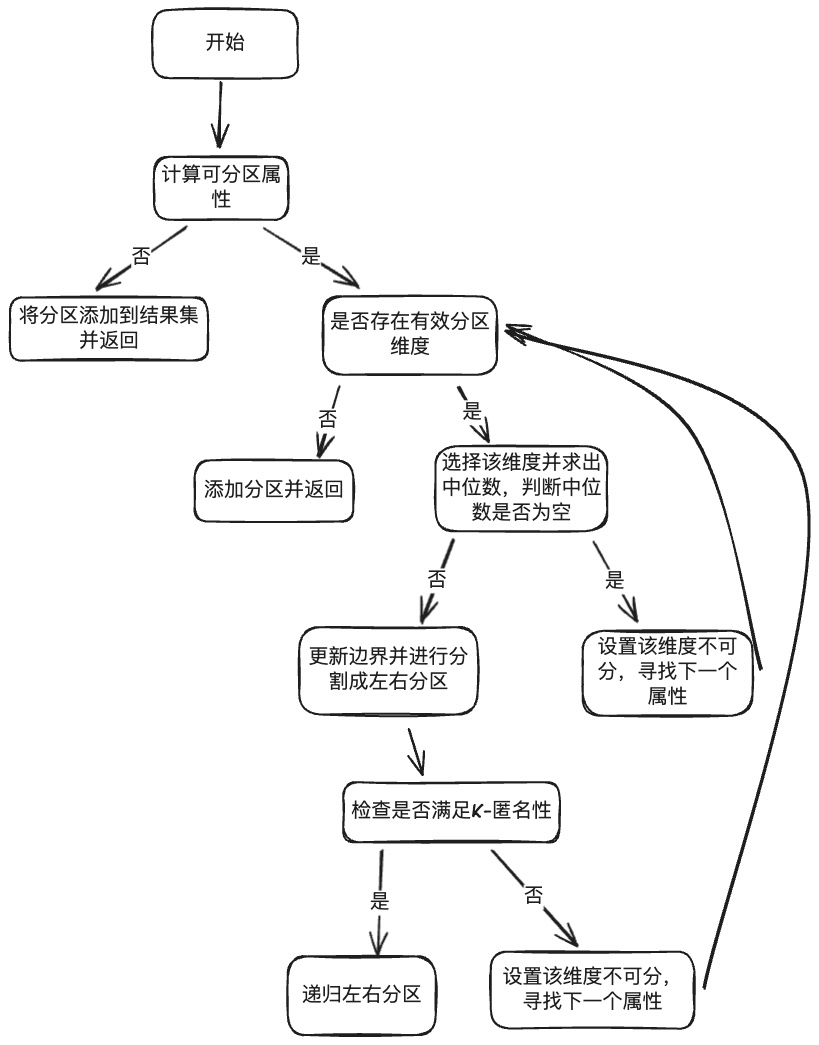 开始
计算可分区属
性
否
是
将分区添加到结果集
并返回
是否存在有效分区
维度
否
是
添加分区并返回
选择该维度并求出
中位数，判断中位
数是否为空
否
是
更新边界并进行分
割成左右分区
设置该维度不可
分，寻找下一个
属性
检查是否满足K-匿名性
是
否
递归左右分区
设置该维度不可分，
寻找下一个属性